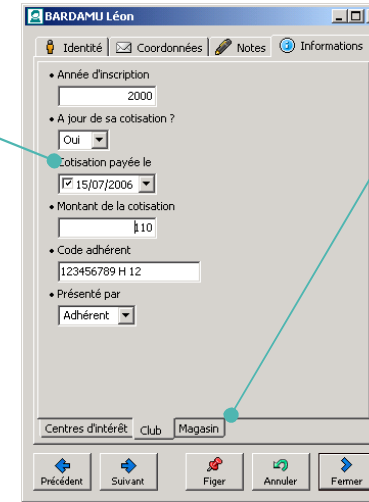 BARDAMU Léon
Identité Coordonnées Notes Informations
• Année d'inscription
2000
• A jour de sa cotisation ?
Oui
Cotisation payée le
15/07/2006
• Montant de la cotisation
110
• Code adhérent
123456789 H 12
• Présenté par
Adhérent
Centres d'intérêt Club Magasin
Précédent Suivant Figer Annuler Fermer